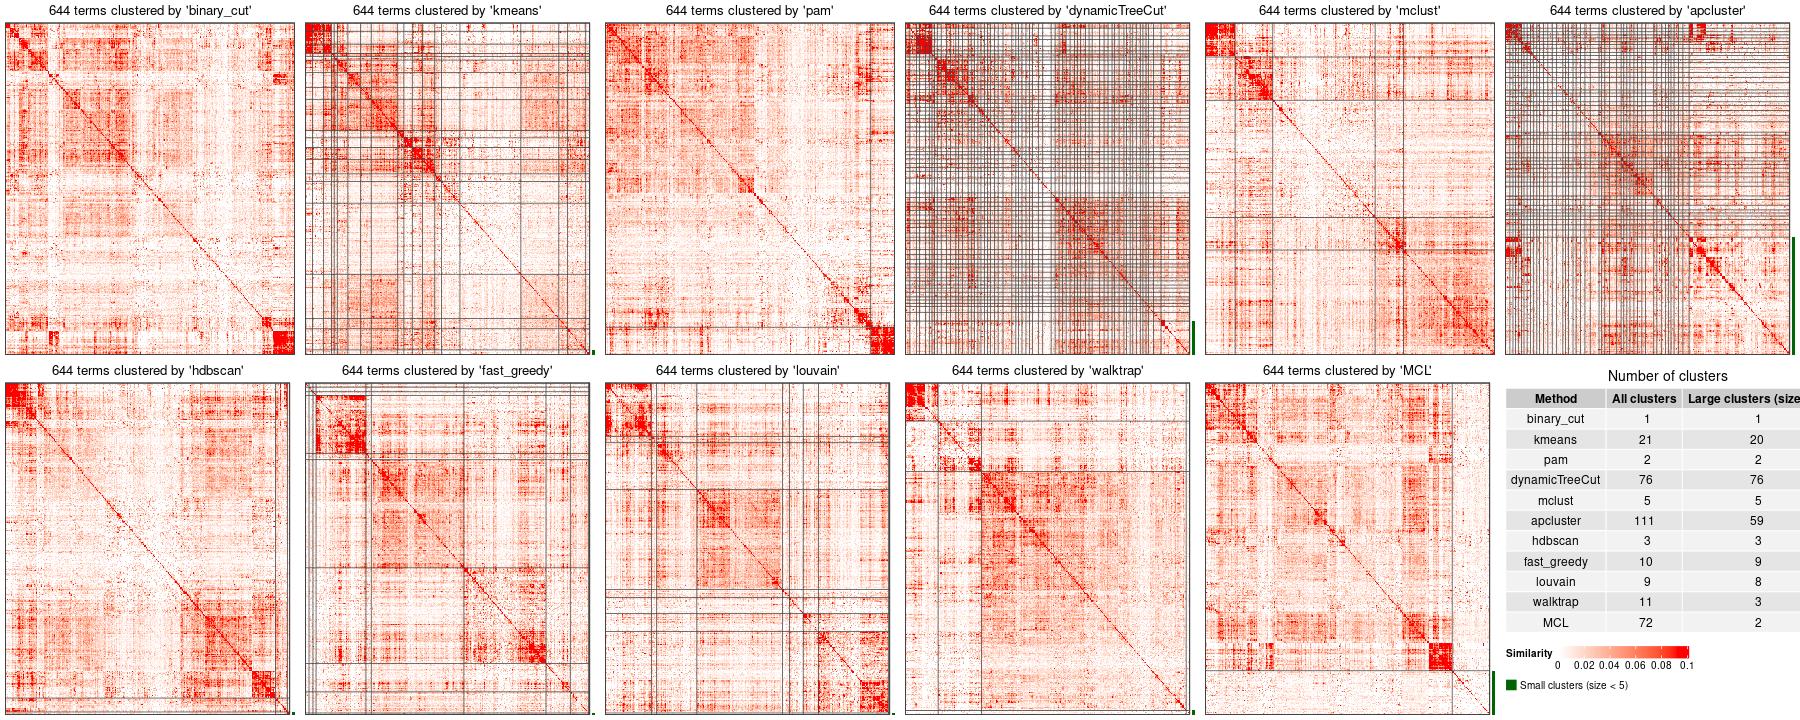 644 terms clustered by 'binary_cut'
644 terms clustered by 'kmeans'
644 terms clustered by 'pam'
644 terms clustered by 'dynamicTreeCut'
644 terms clustered by 'mclust'
644 terms clustered by 'apcluster'
644 terms clustered by 'hdbscan'
644 terms clustered by 'fast_greedy'
644 terms clustered by 'louvain'
644 terms clustered by 'walktrap'
644 terms clustered by 'MCL'
Number of clusters
Method All clusters Large clusters (size
binary_cut 1 1
kmeans 21 20
pam 2 2
dynamicTreeCut 76 76
mclust 5 5
apcluster 111 59
hdbscan 3 3
fast_greedy 10 9
louvain 9 8
walktrap 11 3
MCL 72 2
Similarity
0 0.02 0.04 0.06 0.08 0.1
Small clusters (size < 5)